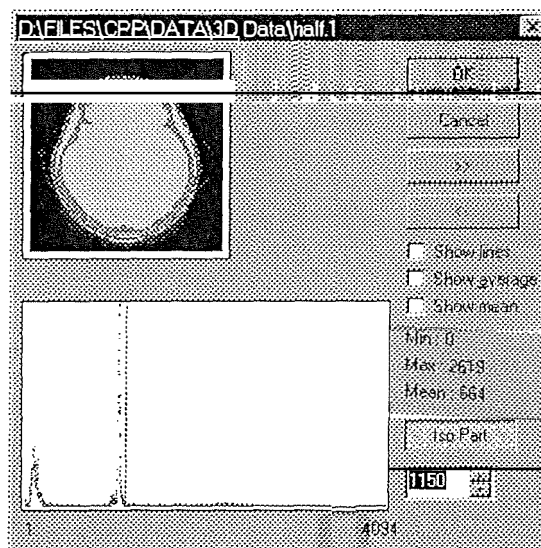 D:\FILES\CPP\DATA\3D Data\half.1
OK
Cancel
>>
Show lines
Show average
Show mean
Min : 0
Max : 2619
Mean : 664
Iso Part
1150
1
4094